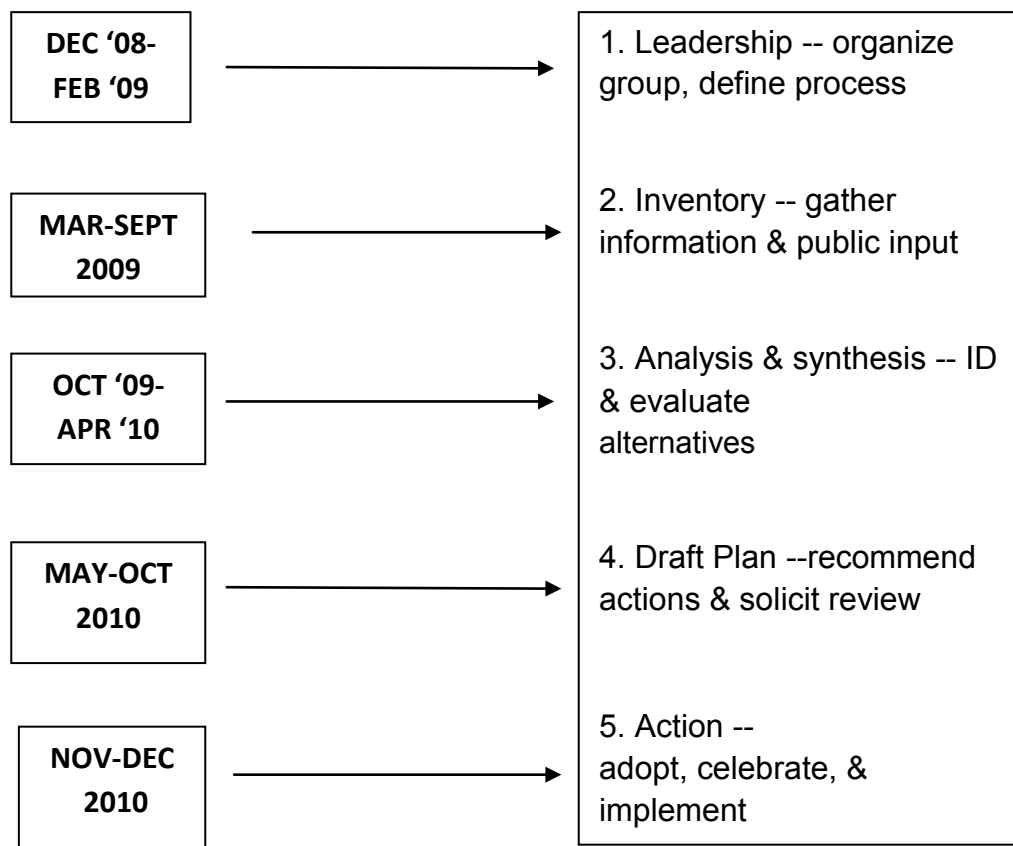 DEC ‘08-
FEB ‘09
1. Leadership -- organize
group, define process
MAR-SEPT
2009
2. Inventory -- gather
information & public input
OCT ‘09-
APR ‘10
3. Analysis & synthesis -- ID
& evaluate
alternatives
MAY-OCT
2010
4. Draft Plan --recommend
actions & solicit review
NOV-DEC
2010
5. Action --
adopt, celebrate, &
implement